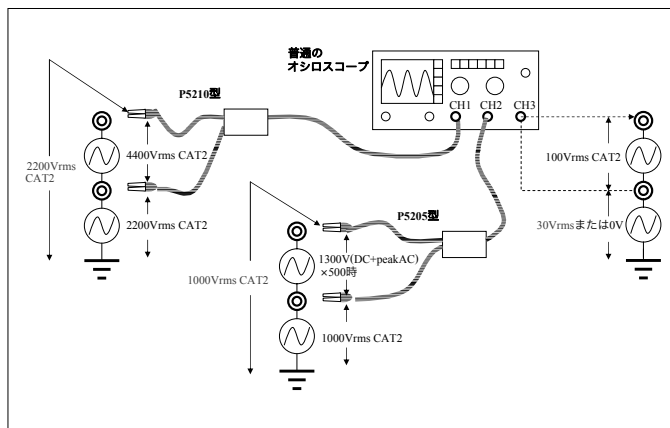 普通の
オシロスコープ
P5210型
CH1
CH2
CH3
2200Vrms
CAT2
4400Vrms CAT2
2200Vrms CAT2
100Vrms CAT2
30Vrmsまたは0V
P5205型
1000Vrms CAT2
1300V(DC+peakAC)
×500時
1000Vrms CAT2